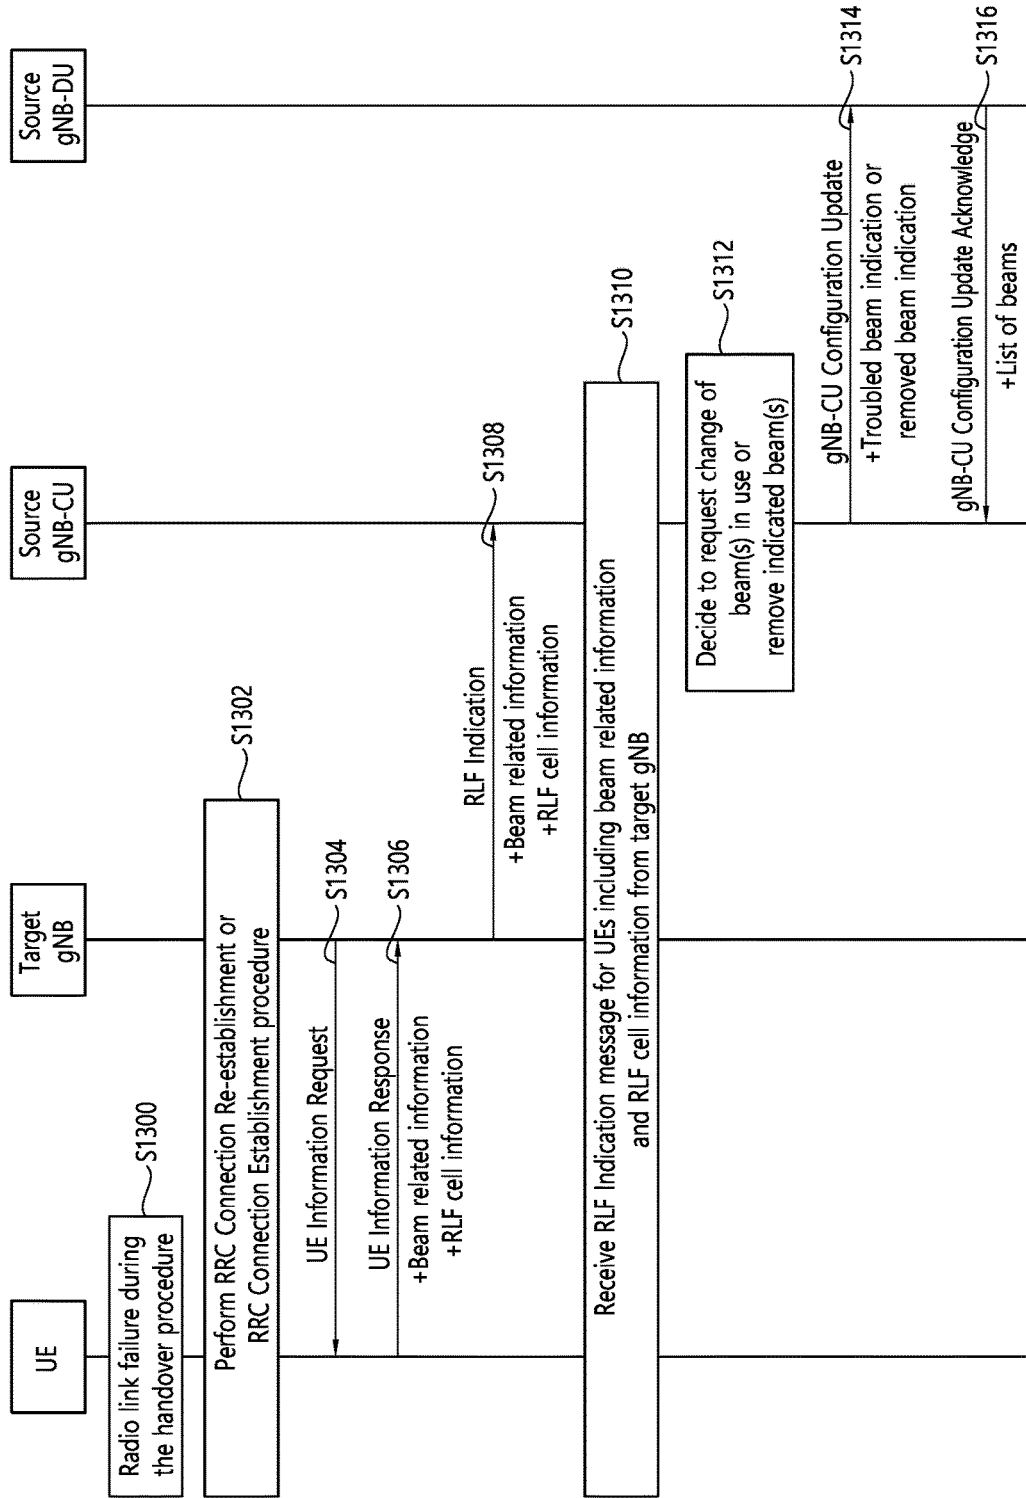 UE
Target
gNB
Source
gNB-CU
Source
gNB-DU
Radio link failure during
the handover procedure
S1300
Perform RRC Connection Re-establishment or
RRC Connection Establishment procedure
S1302
UE Information Request
S1304
UE Information Response
+Beam related information
+RLF cell information
S1306
RLF Indication
+Beam related information
+RLF cell information
S1308
Receive RLF Indication message for UEs including beam related information
and RLF cell information from target gNB
S1310
Decide to request change of
beam(s) in use or
remove indicated beam(s)
S1312
gNB-CU Configuration Update
+Troubled beam indication or
removed beam indication
S1314
gNB-CU Configuration Update Acknowledge
+List of beams
S1316